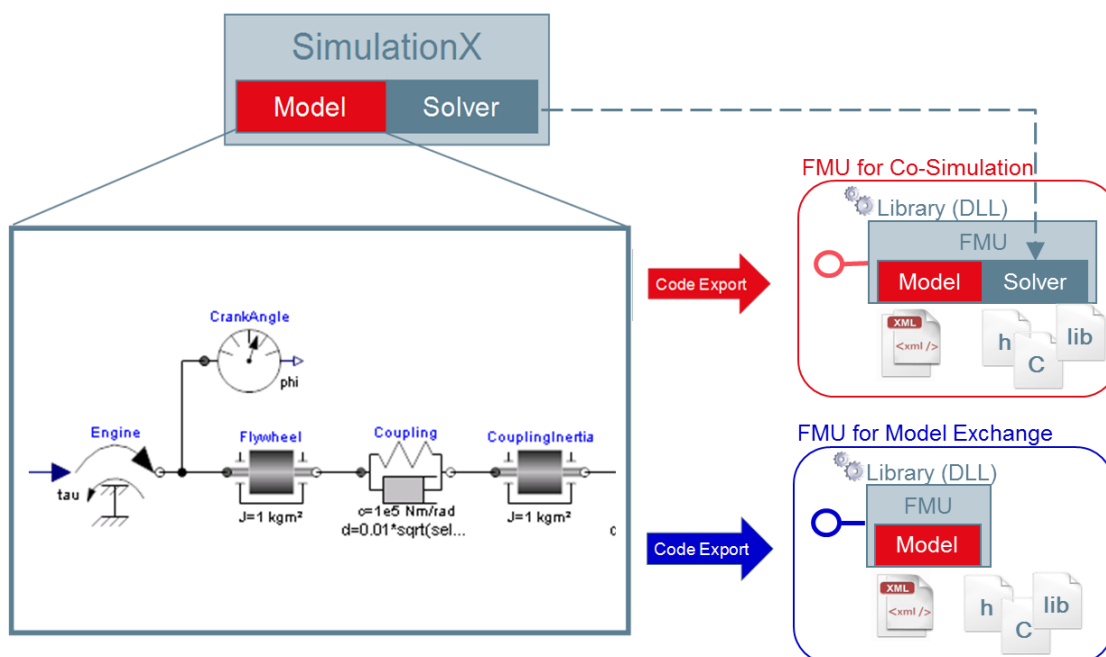 SimulationX
Model
Solver
FMU for Co-Simulation
Library (DLL)
FMU
Model
Solver
Code Export
XML
<xml />
h
C
lib
CrankAngle
phi
Engine
Flywheel
Coupling
CouplingInertia
tau
J=1 kgm²
c=1e5 Nm/rad
d=0.01*sqrt(sel...
J=1 kgm²
FMU for Model Exchange
Library (DLL)
FMU
Model
Code Export
XML
<xml />
h
C
lib